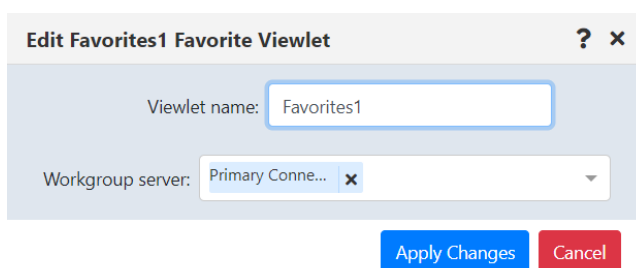 Edit Favorites1 Favorite Viewlet ? ×
Viewlet name: Favorites1
Workgroup server: Primary Conne... ×
Apply Changes Cancel